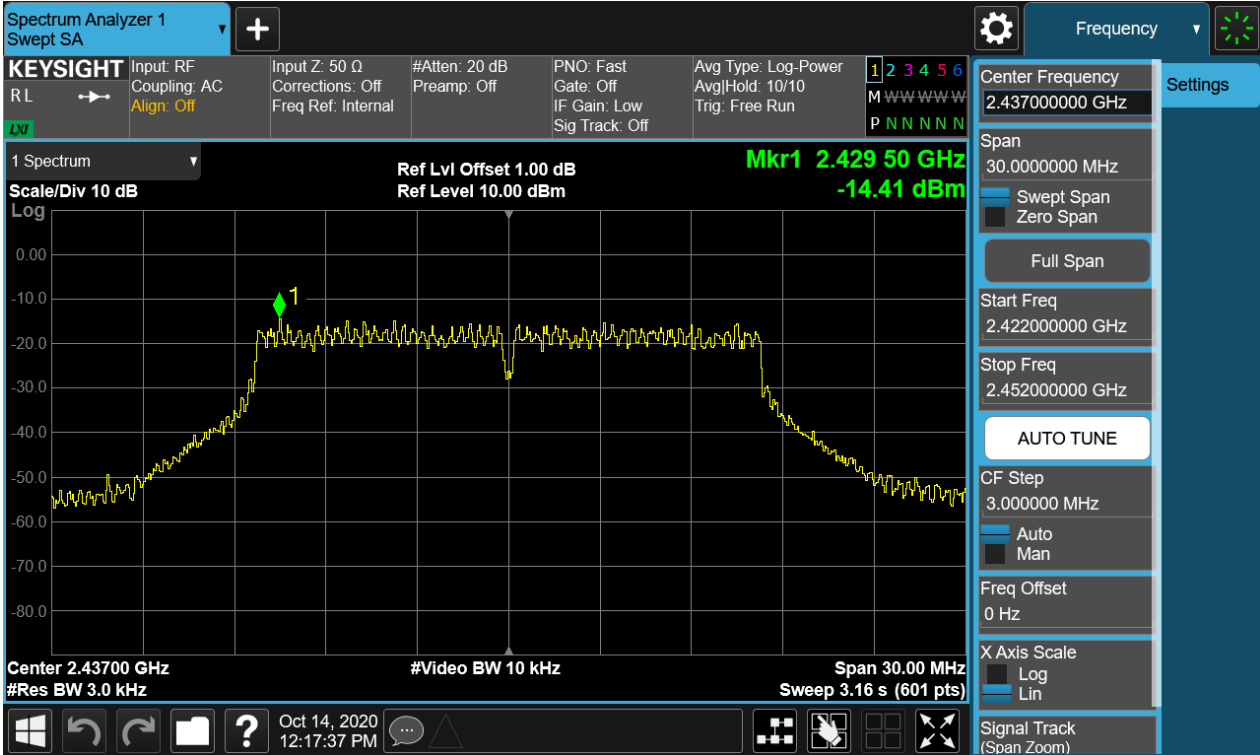 Spectrum Analyzer 1
Swept SA
Frequency
KEYSIGHT
R L
LXI
Input: RF
Coupling: AC
Align: Off
Input Z: 50 Ω
Corrections: Off
Freq Ref: Internal
#Atten: 20 dB
Preamp: Off
PNO: Fast
Gate: Off
IF Gain: Low
Sig Track: Off
Avg Type: Log-Power
Avg|Hold: 10/10
Trig: Free Run
1 2 3 4 5 6
M W W W W W
P N N N N N
1 Spectrum
Scale/Div 10 dB
Log
Ref Lvl Offset 1.00 dB
Ref Level 10.00 dBm
Mkr1 2.429 50 GHz
-14.41 dBm
0.00
-10.0
-20.0
-30.0
-40.0
-50.0
-60.0
-70.0
-80.0
1
Center 2.43700 GHz
#Res BW 3.0 kHz
#Video BW 10 kHz
Span 30.00 MHz
Sweep 3.16 s (601 pts)
Center Frequency
2.437000000 GHz
Span
30.0000000 MHz
Swept Span
Zero Span
Full Span
Start Freq
2.422000000 GHz
Stop Freq
2.452000000 GHz
AUTO TUNE
CF Step
3.000000 MHz
Auto
Man
Freq Offset
0 Hz
X Axis Scale
Log
Lin
Signal Track
(Span Zoom)
Settings
?
Oct 14, 2020
12:17:37 PM